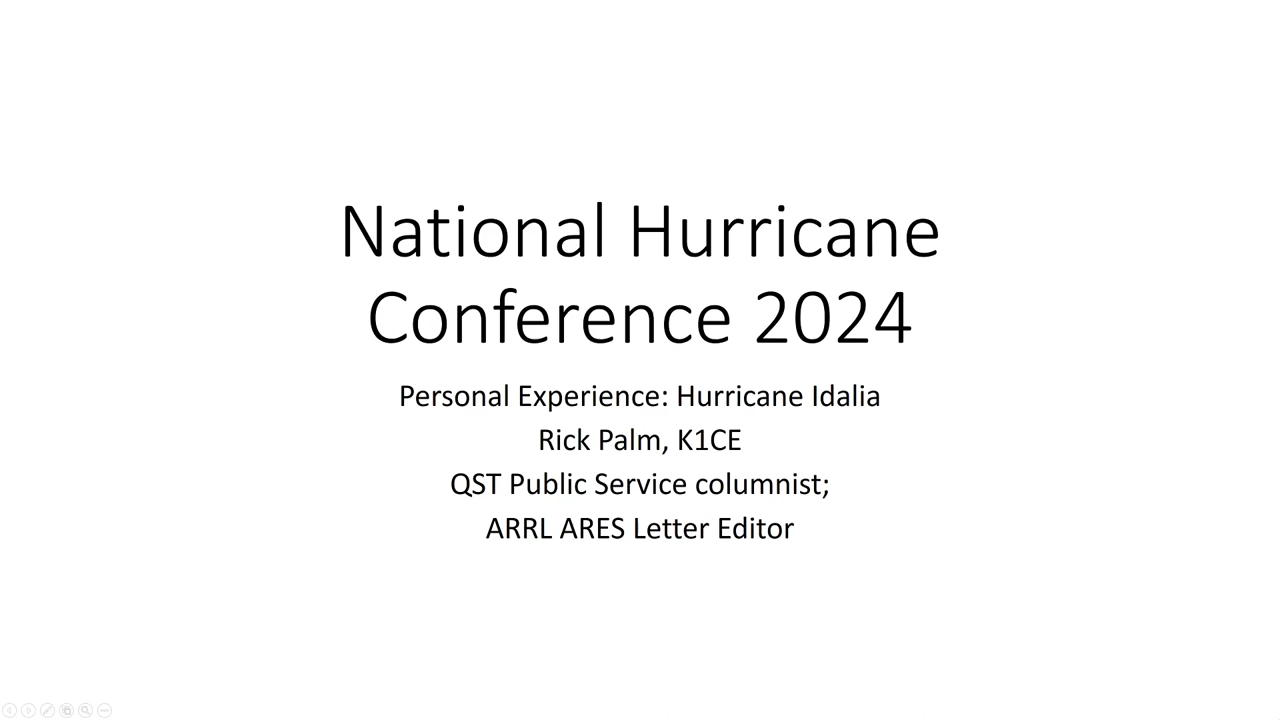 National Hurricane
Conference 2024
Personal Experience: Hurricane Idalia
Rick Palm, K1CE
QST Public Service columnist;
ARRL ARES Letter Editor